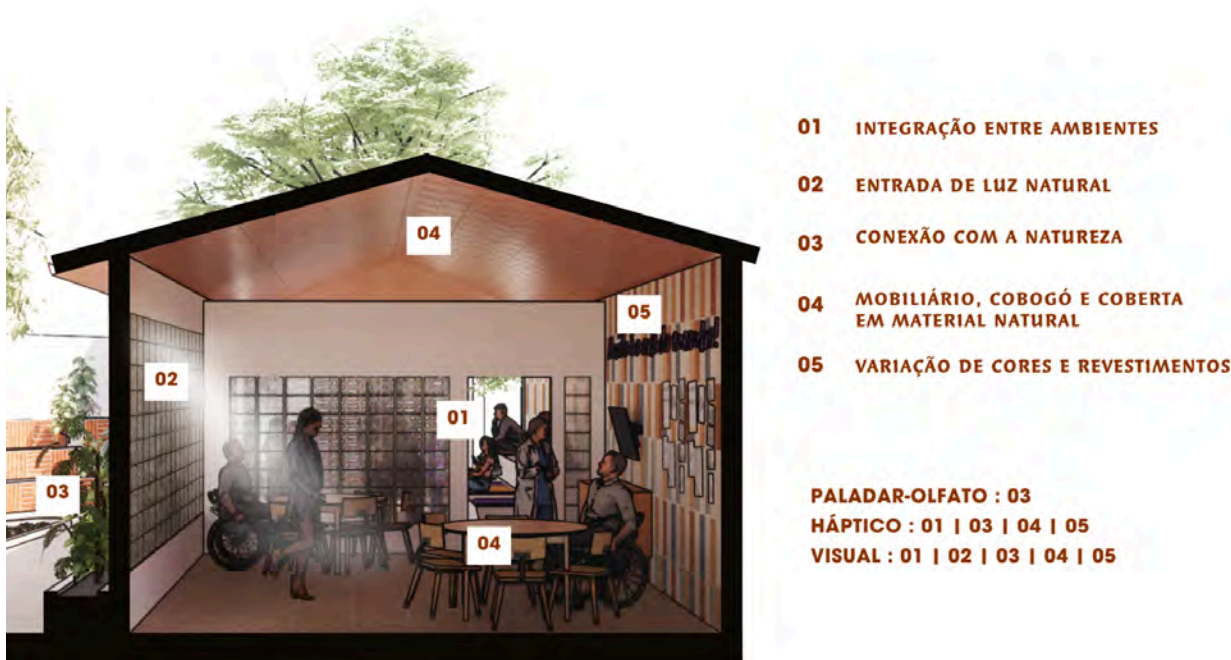 01 INTEGRAÇÃO ENTRE AMBIENTES
02 ENTRADA DE LUZ NATURAL
03 CONEXÃO COM A NATUREZA
04 MOBILIÁRIO, COBOGÓ E COBERTA
EM MATERIAL NATURAL
05 VARIAÇÃO DE CORES E REVESTIMENTOS
PALADAR-OLFATO : 03
HÁPTICO : 01 | 03 | 04 | 05
VISUAL : 01 | 02 | 03 | 04 | 05
04
05
02
01
03
04